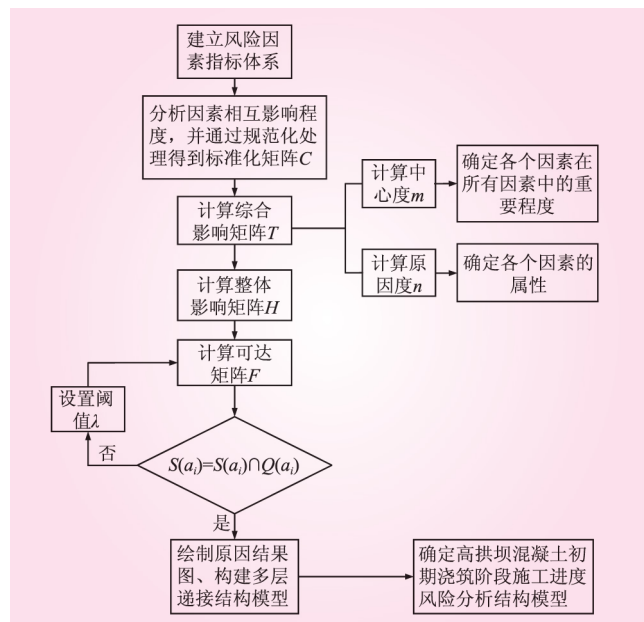 建立风险因
素指标体系
分析因素相互影响程
度，并通过规范化处
理得到标准化矩阵C
计算综合
影响矩阵T
计算中
心度m
确定各个因素在
所有因素中的重
要程度
计算原
因度n
确定各个因素的
属性
计算整体
影响矩阵H
计算可达
矩阵F
设置阈
值λ
否
S(aᵢ)=S(aᵢ)∩Q(aᵢ)
是
绘制原因结果
图、构建多层
递接结构模型
确定高拱坝混凝土初
期浇筑阶段施工进度
风险分析结构模型